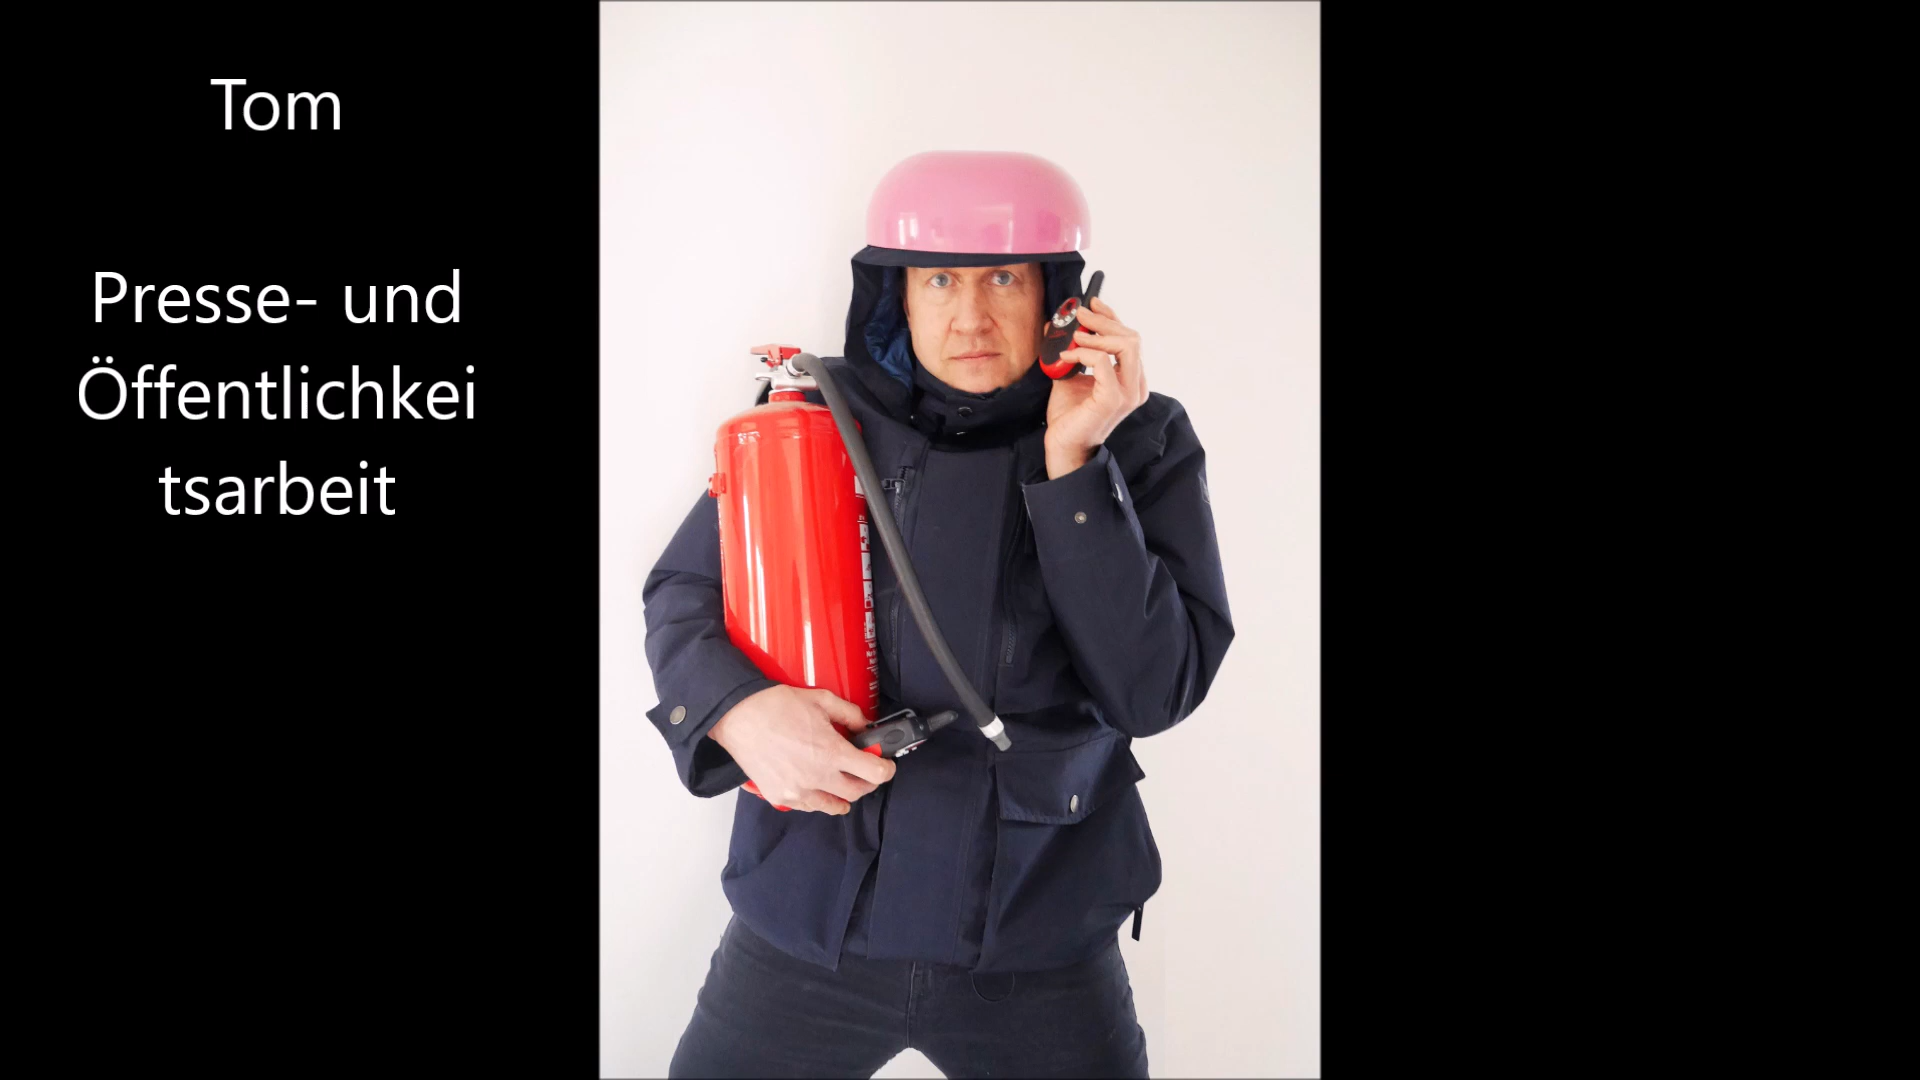 Tom
Presse- und
Öffentlichkei
tsarbeit